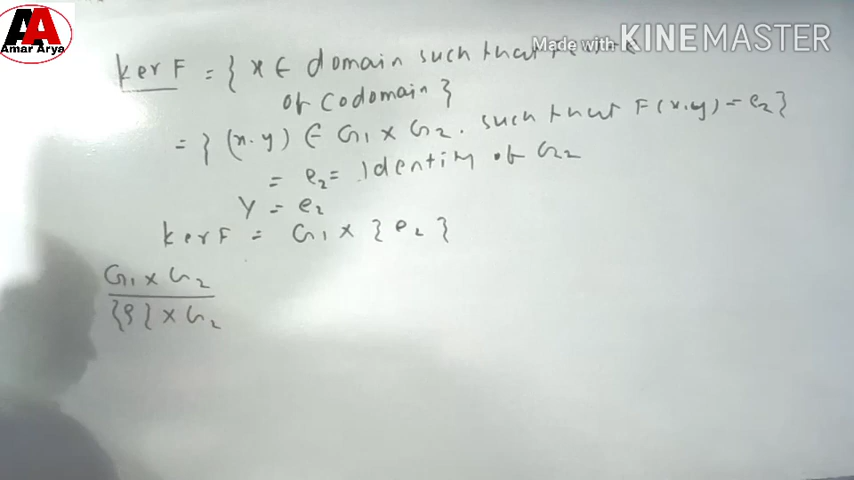 AA
Amar Arya
Made with KINEMASTER
ker F = { x ∈ domain such that
of codomain }
= } (x.y) ∈ G1 x G2 . such that F(x.y) = e2 }
= e2 = Identity of G2
Y = e2
ker F = G1 x } e2 }
G1 x G2
{e} x G2